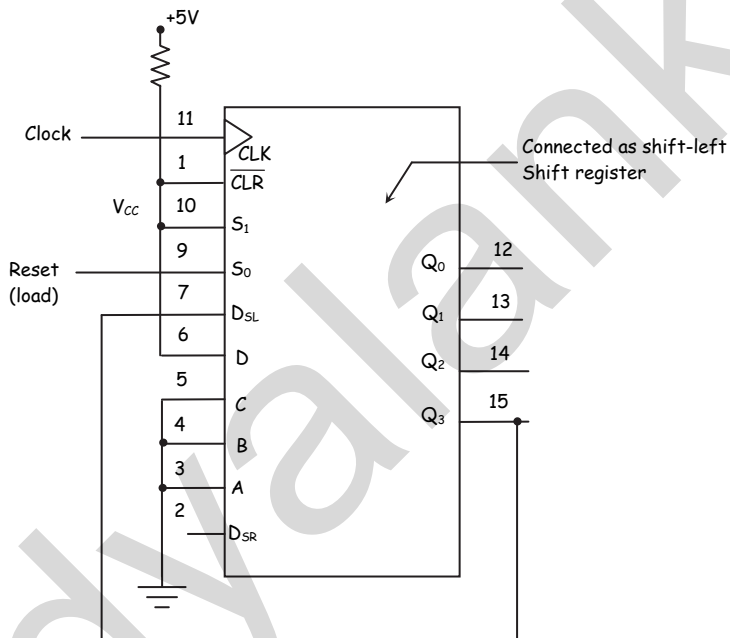 +5V
Clock
11
CLK
1
CLR
VCC
10
S1
9
Reset
(load)
S0
7
DSL
6
D
5
C
4
B
3
A
2
DSR
Connected as shift-left
Shift register
Q0
12
Q1
13
Q2
14
Q3
15